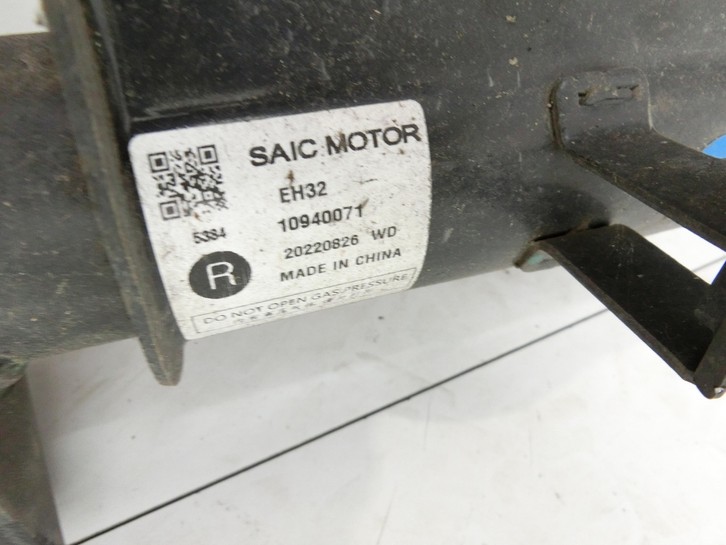 SAIC MOTOR
EH32
5384
10940071
20220826 WD
R
MADE IN CHINA
DO NOT OPEN GAS-PRESSURE